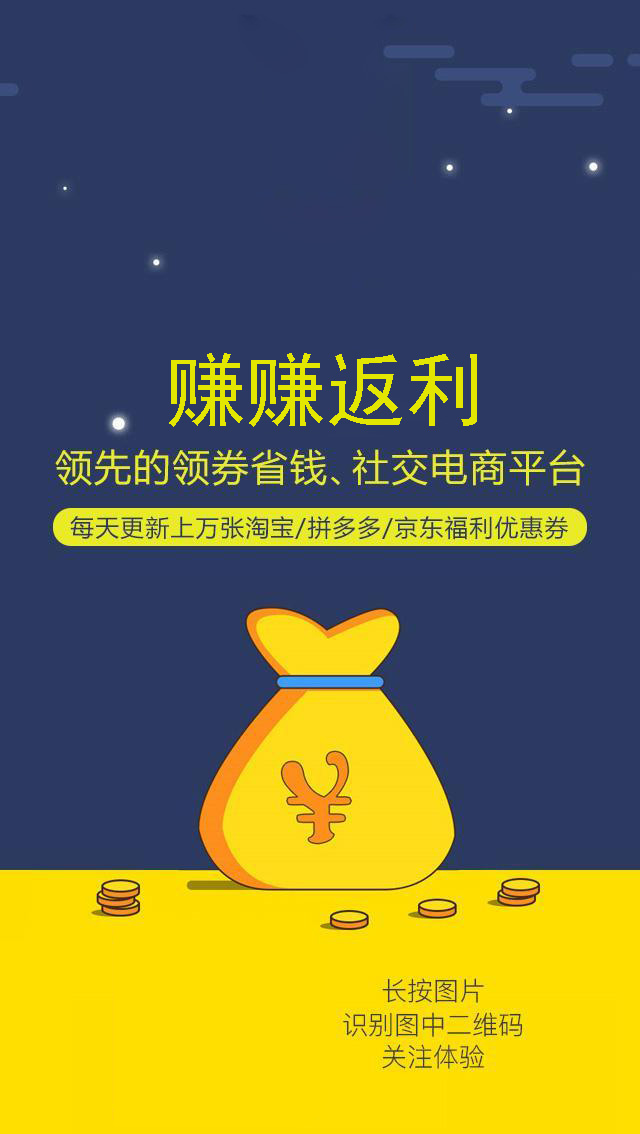 赚赚返利
领先的领券省钱、社交电商平台
每天更新上万张淘宝/拼多多/京东福利优惠券
¥
长按图片
识别图中二维码
关注体验